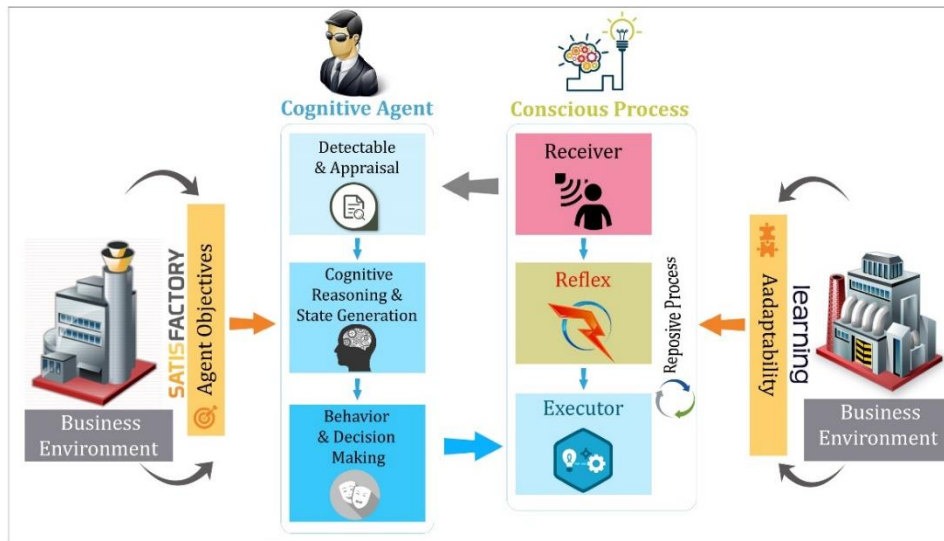 Cognitive Agent
Conscious Process
Detectable
& Appraisal
Cognitive
Reasoning &
State Generation
Behavior
& Decision
Making
Receiver
Reflex
Executor
Reposive Process
SATISFACTORY
Agent Objectives
Business
Environment
Aadaptability
learning
Business
Environment